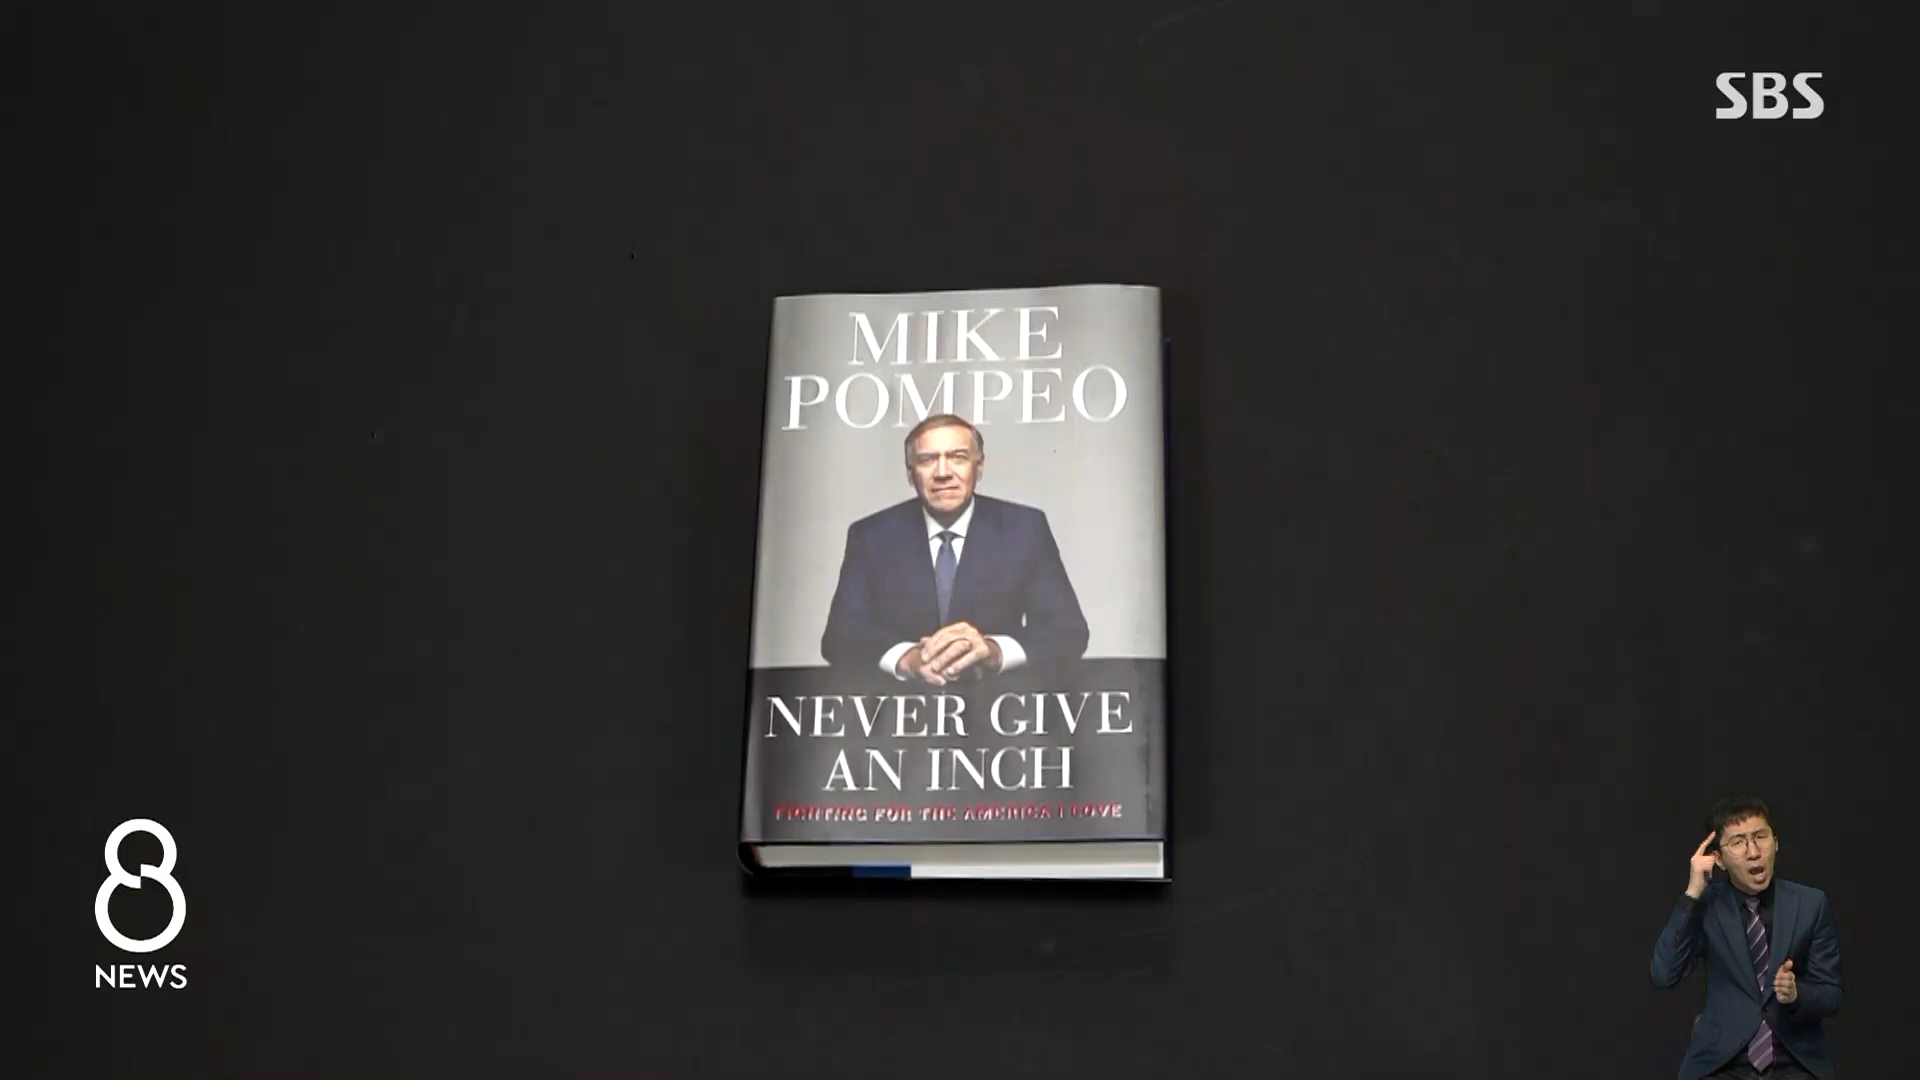 SBS
MIKE
POMPEO
NEVER GIVE
AN INCH
FIGHTING FOR THE AMERICA I LOVE
8
NEWS